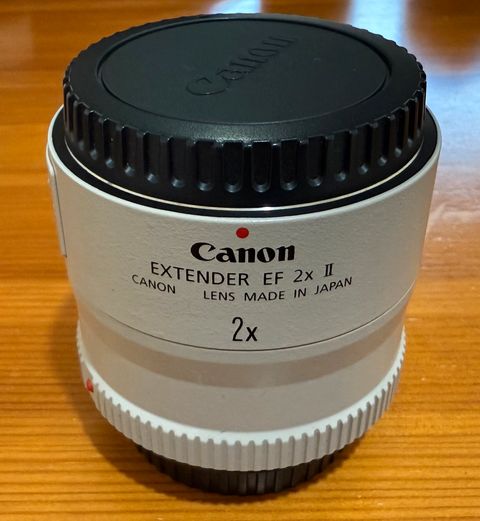 Canon
Canon
EXTENDER EF 2x II
CANON LENS MADE IN JAPAN
2x